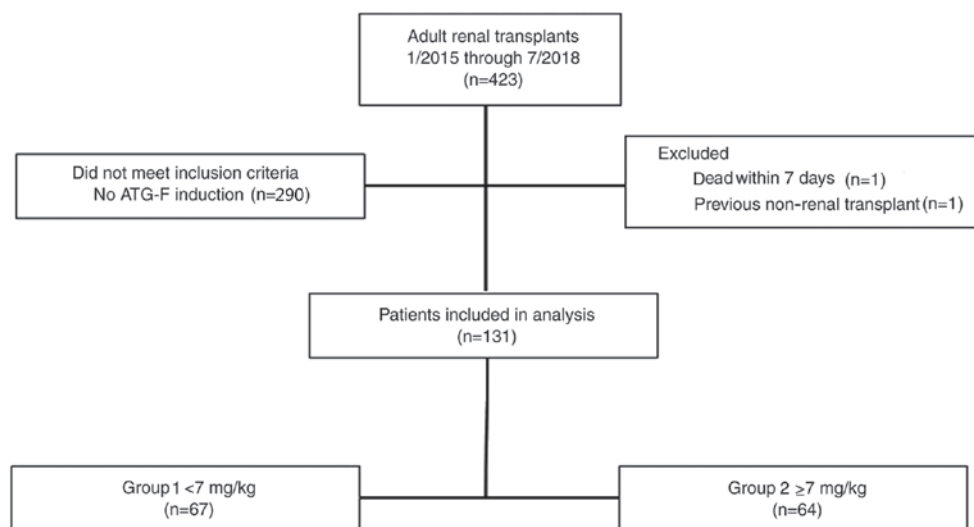 Adult renal transplants
1/2015 through 7/2018
(n=423)
Did not meet inclusion criteria
No ATG-F induction (n=290)
Excluded
Dead within 7 days (n=1)
Previous non-renal transplant (n=1)
Patients included in analysis
(n=131)
Group 1 <7 mg/kg
(n=67)
Group 2 ≥7 mg/kg
(n=64)